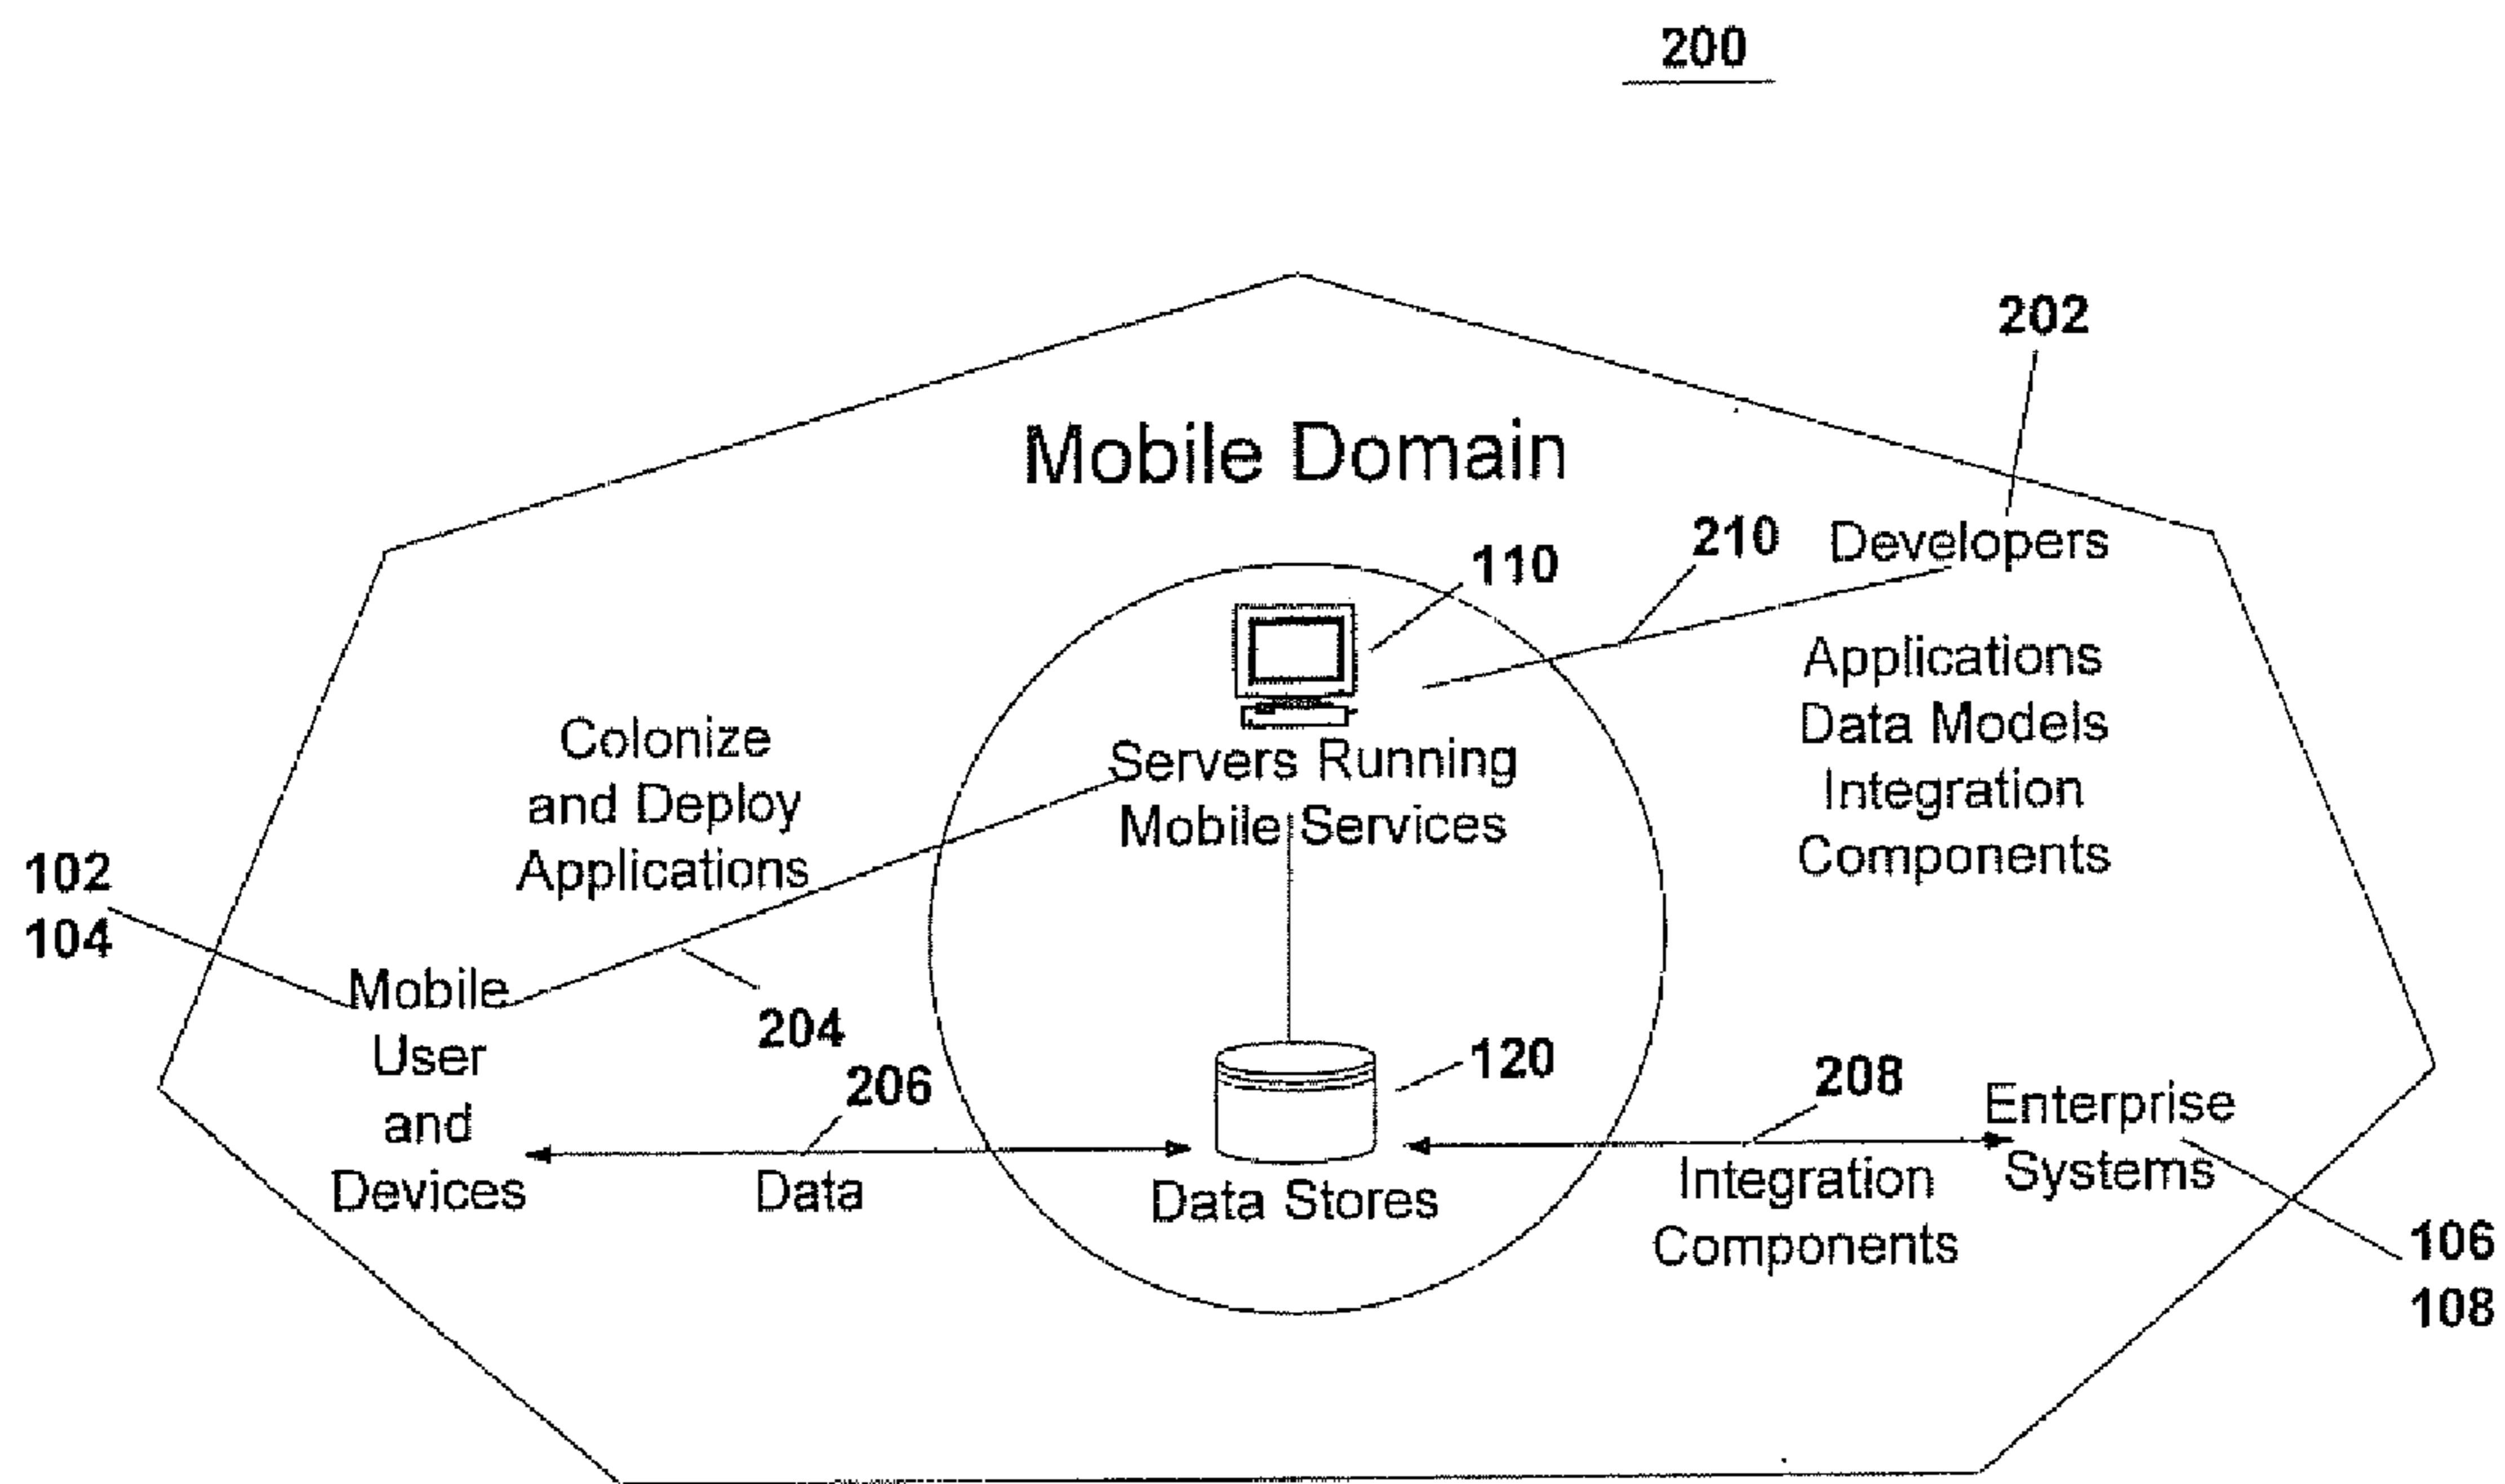 200
202
Mobile Domain
210
Developers
110
Applications
Data Models
Integration
Components
Colonize
and Deploy
Applications
Servers Running
Mobile Services
102
104
Mobile
User
and
Devices
204
206
Data
120
Data Stores
208
Integration
Components
Enterprise
Systems
106
108